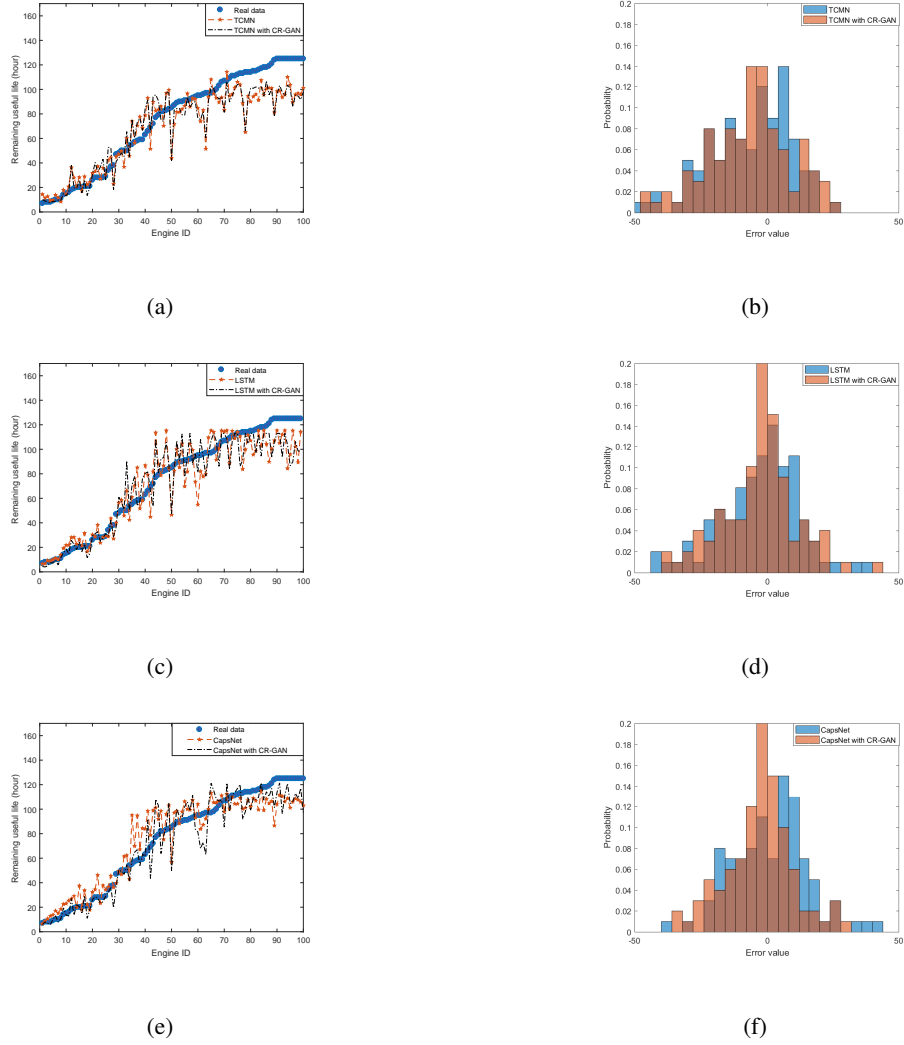 170
160
140
120
100
80
60
40
20
0
Remaining useful life (hour)
Real data
TCMN
TCMN with CR-GAN
0 10 20 30 40 50 60 70 80 90 100
Engine ID
(a)
0.2
0.18
0.16
0.14
0.12
0.1
0.08
0.06
0.04
0.02
0
Probability
TCMN
TCMN with CR-GAN
-50 0 50
Error value
(b)
160
140
120
100
80
60
40
20
0
Remaining useful life (hour)
Real data
LSTM
LSTM with CR-GAN
0 10 20 30 40 50 60 70 80 90 100
Engine ID
(c)
0.2
0.18
0.16
0.14
0.12
0.1
0.08
0.06
0.04
0.02
0
Probability
LSTM
LSTM with CR-GAN
-50 0 50
Error value
(d)
160
140
120
100
80
60
40
20
0
Remaining useful life (hour)
Real data
CapsNet
CapsNet with CR-GAN
0 10 20 30 40 50 60 70 80 90 100
Engine ID
(e)
0.2
0.18
0.16
0.14
0.12
0.1
0.08
0.06
0.04
0.02
0
Probability
CapsNet
CapsNet with CR-GAN
-50 0 50
Error value
(f)